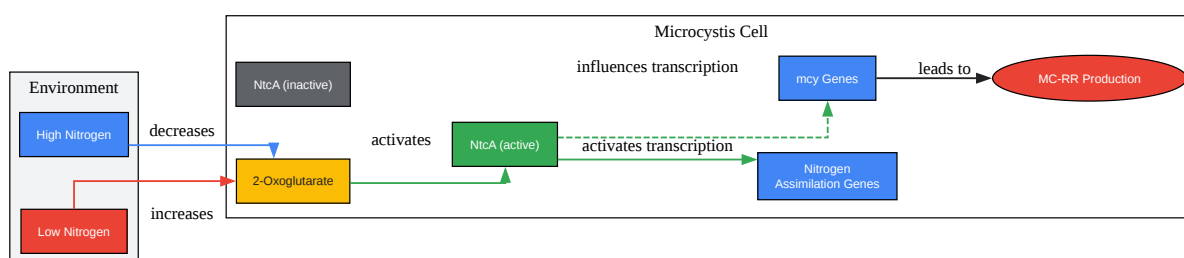 Microcystis Cell
NtcA (inactive)
influences transcription
mcy Genes
leads to
MC-RR Production
Environment
High Nitrogen
decreases
activates
NtcA (active)
activates transcription
Nitrogen
Assimilation Genes
2-Oxoglutarate
increases
Low Nitrogen